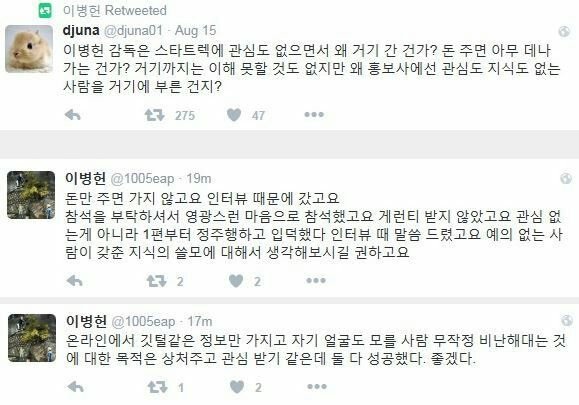 이병헌 Retweeted
djuna @djuna01 · Aug 15
이병헌 감독은 스타트렉에 관심도 없으면서 왜 거기 간 건가? 돈 주면 아무 데나
가는 건가? 거기까지는 이해 못할 것도 없지만 왜 홍보사에선 관심도 지식도 없는
사람을 거기에 부른 건지?
275 47
이병헌 @1005eap · 19m
돈만 주면 가지 않고요 인터뷰 때문에 갔고요
참석을 부탁하셔서 영광스런 마음으로 참석했고요 게런티 받지 않았고요 관심 없
는게 아니라 1편부터 정주행하고 입덕했다 인터뷰 때 말씀 드렸고요 예의 없는 사
람이 갖춘 지식의 쓸모에 대해서 생각해보시길 권하고요
2 2
이병헌 @1005eap · 17m
온라인에서 깃털같은 정보만 가지고 자기 얼굴도 모를 사람 무작정 비난해대는 것
에 대한 목적은 상처주고 관심 받기 같은데 둘 다 성공했다. 좋겠다.
1 2